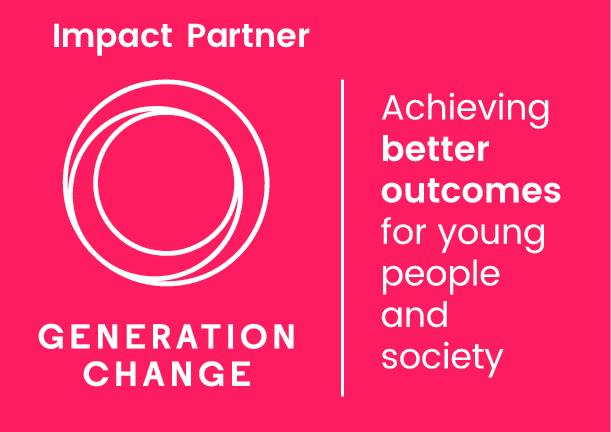 Impact Partner
GENERATION
CHANGE
Achieving
better
outcomes
for young
people
and
society